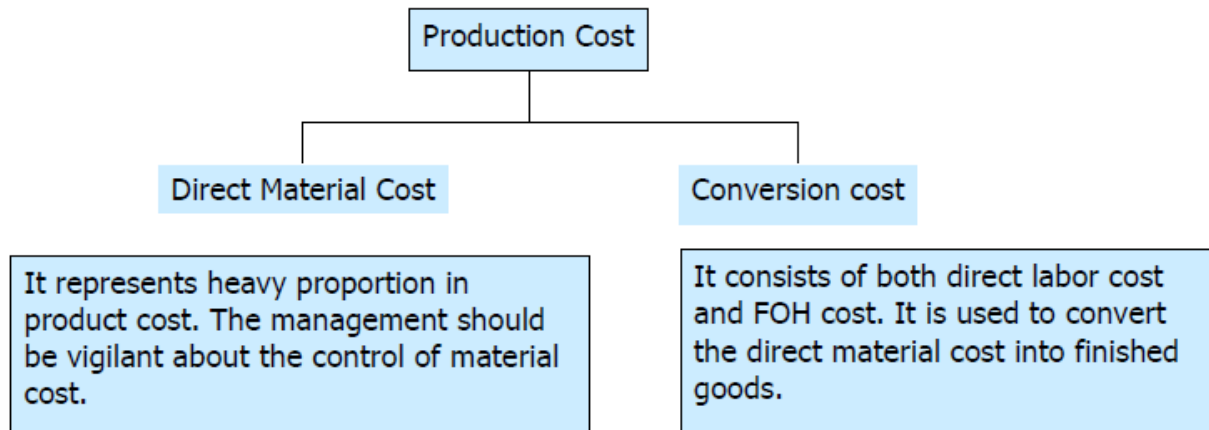 Production Cost
Direct Material Cost
Conversion cost
It represents heavy proportion in
product cost. The management should
be vigilant about the control of material
cost.
It consists of both direct labor cost
and FOH cost. It is used to convert
the direct material cost into finished
goods.